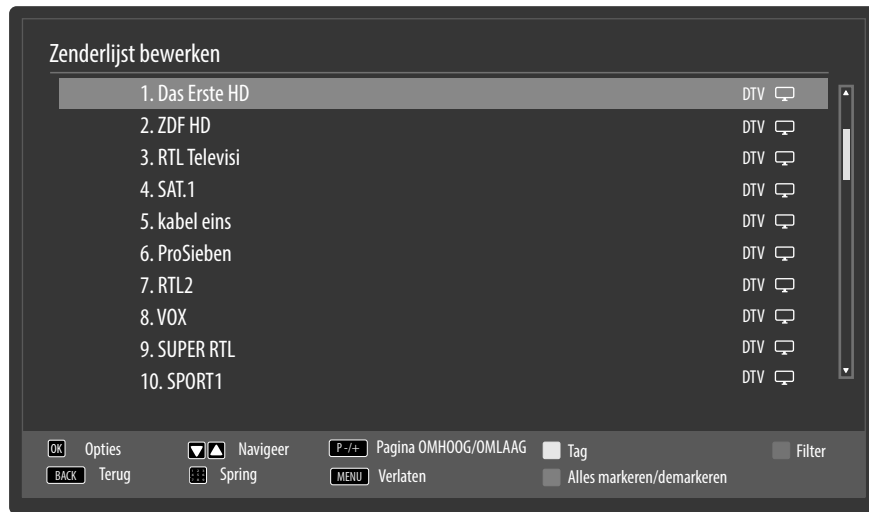 Zenderlijst bewerken
1. Das Erste HD DTV
2. ZDF HD DTV
3. RTL Televisi DTV
4. SAT.1 DTV
5. kabel eins DTV
6. ProSieben DTV
7. RTL2 DTV
8. VOX DTV
9. SUPER RTL DTV
10. SPORT1 DTV
OK Opties Navigeer P -/+ Pagina OMHOOG/OMLAAG Tag Filter
BACK Terug Spring MENU Verlaten Alles markeren/demarkeren